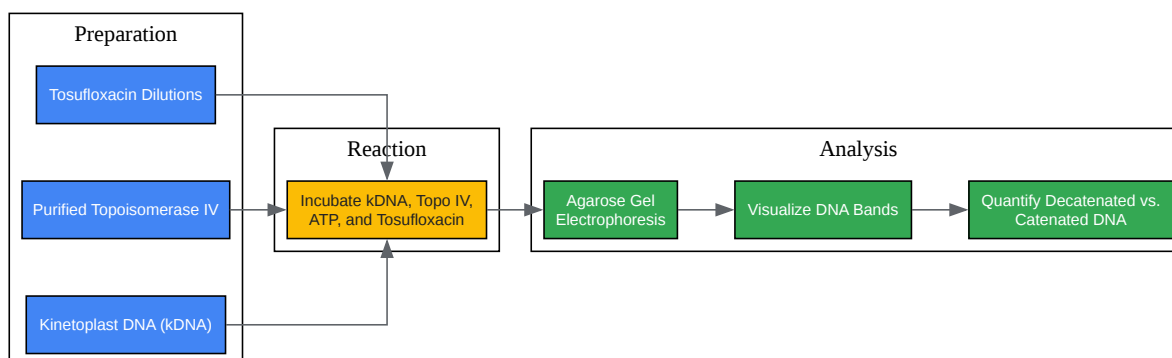 Preparation
Tosufloxacin Dilutions
Purified Topoisomerase IV
Kinetoplast DNA (kDNA)
Reaction
Incubate kDNA, Topo IV,
ATP, and Tosufloxacin
Analysis
Agarose Gel
Electrophoresis
Visualize DNA Bands
Quantify Decatenated vs.
Catenated DNA